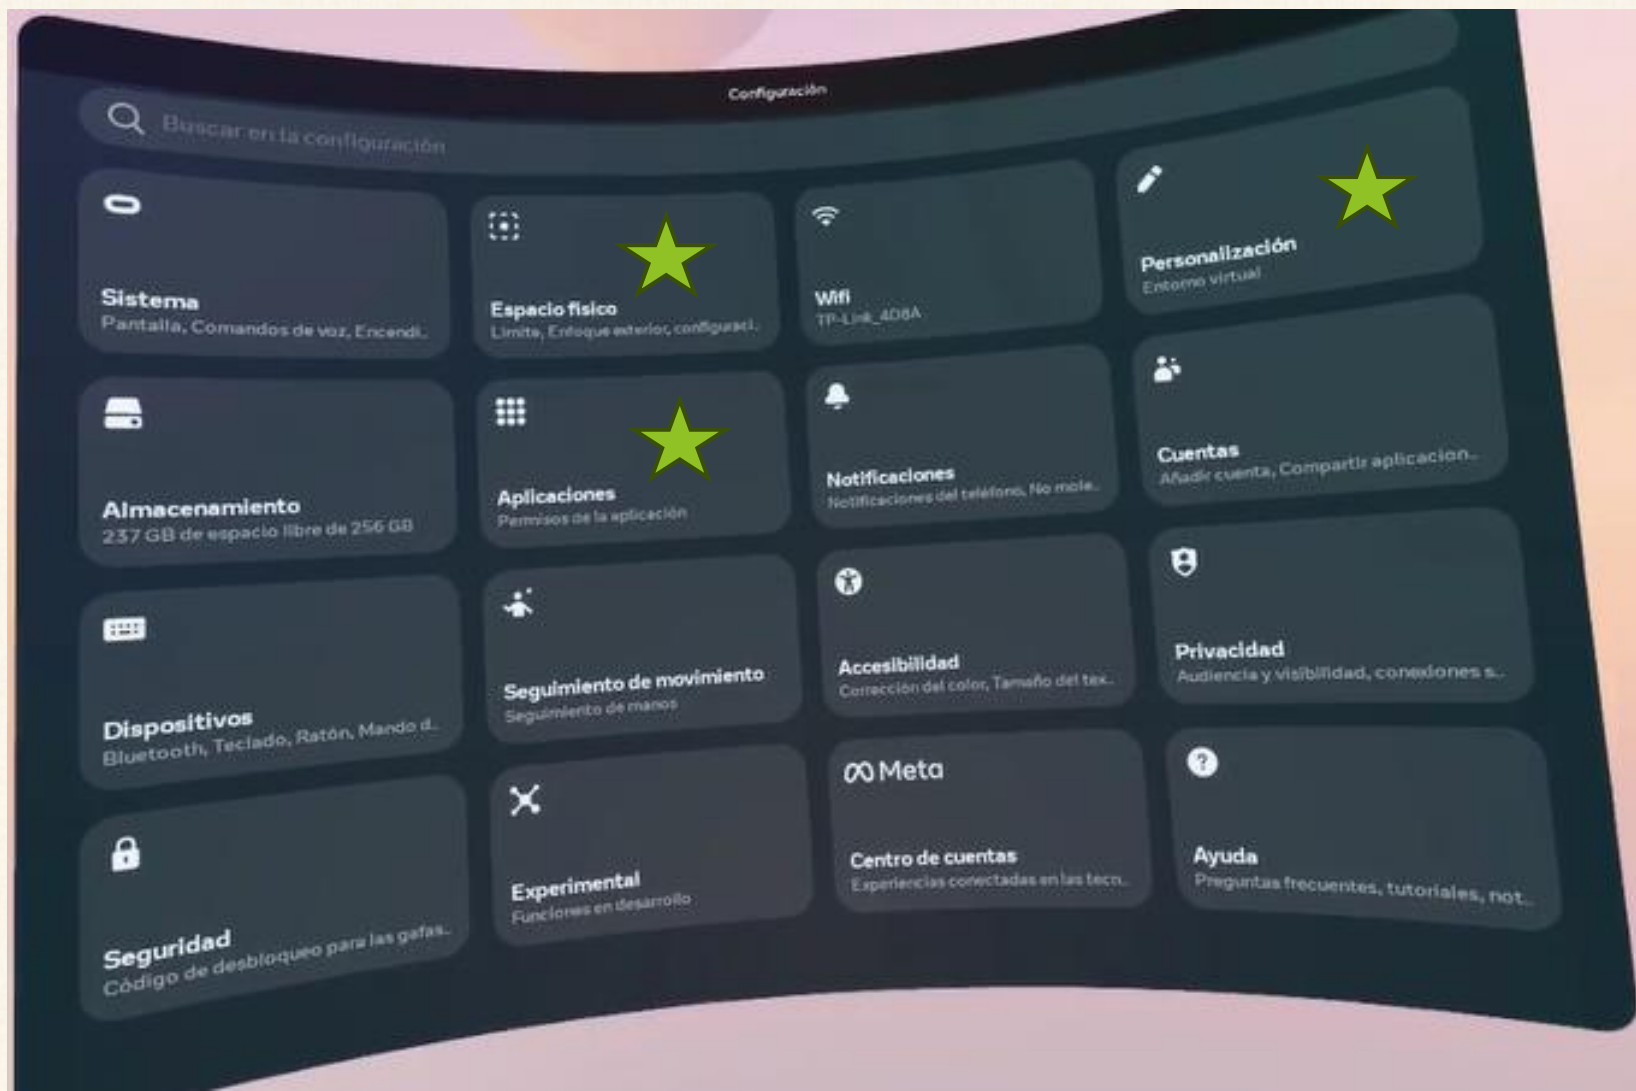 Configuración
Buscar en la configuración
Sistema
Pantalla, Comandos de voz, Encendi..
Espacio físico
Límite, Enfoque exterior, configuraci..
Wifi
TP-Link_4D8A
Personalización
Entorno virtual
Almacenamiento
237 GB de espacio libre de 256 GB
Aplicaciones
Permisos de la aplicación
Notificaciones
Notificaciones del teléfono, No mole..
Cuentas
Añadir cuenta, Compartir aplicacion..
Dispositivos
Bluetooth, Teclado, Ratón, Mando d..
Seguimiento de movimiento
Seguimiento de manos
Accesibilidad
Corrección del color, Tamaño del tex..
Privacidad
Audiencia y visibilidad, conexiones s..
Seguridad
Código de desbloqueo para las gafas..
Experimental
Funciones en desarrollo
Meta
Centro de cuentas
Experiencias conectadas en las tecn..
Ayuda
Preguntas frecuentes, tutoriales, not..